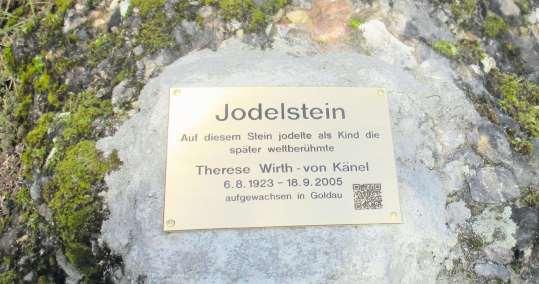 Jodelstein
Auf diesem Stein jodelte als Kind die
später weltberühmte
Therese Wirth - von Känel
6.8.1923 - 18.9.2005
aufgewachsen in Goldau